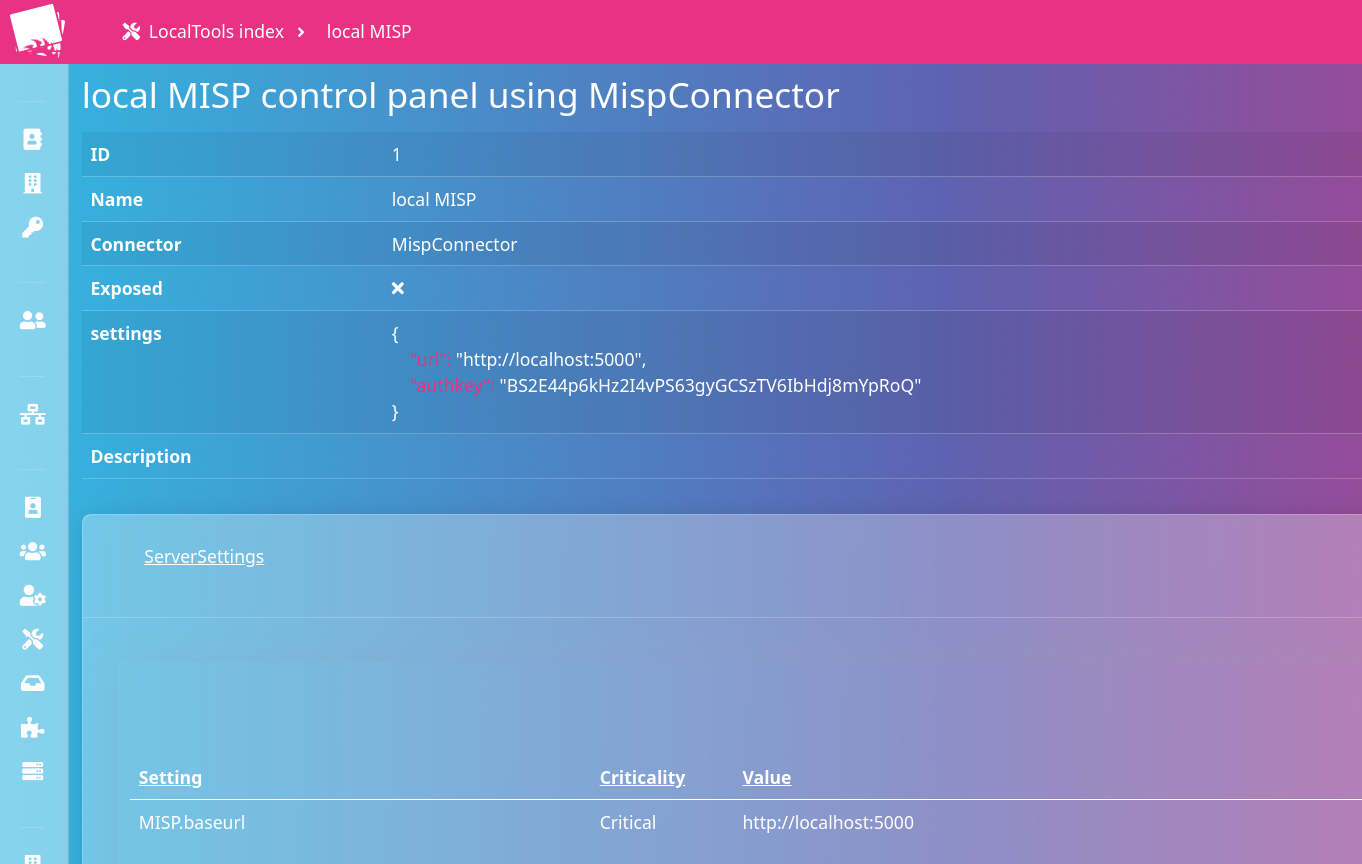 LocalTools index
local MISP
local MISP control panel using MispConnector
ID 1
Name local MISP
Connector MispConnector
Exposed
settings {
"url": "http://localhost:5000",
"authkey": "BS2E44p6kHz2I4vPS63gyGCSzTV6IbHdj8mYpRoQ"
}
Description
ServerSettings
Setting Criticality Value
MISP.baseurl Critical http://localhost:5000